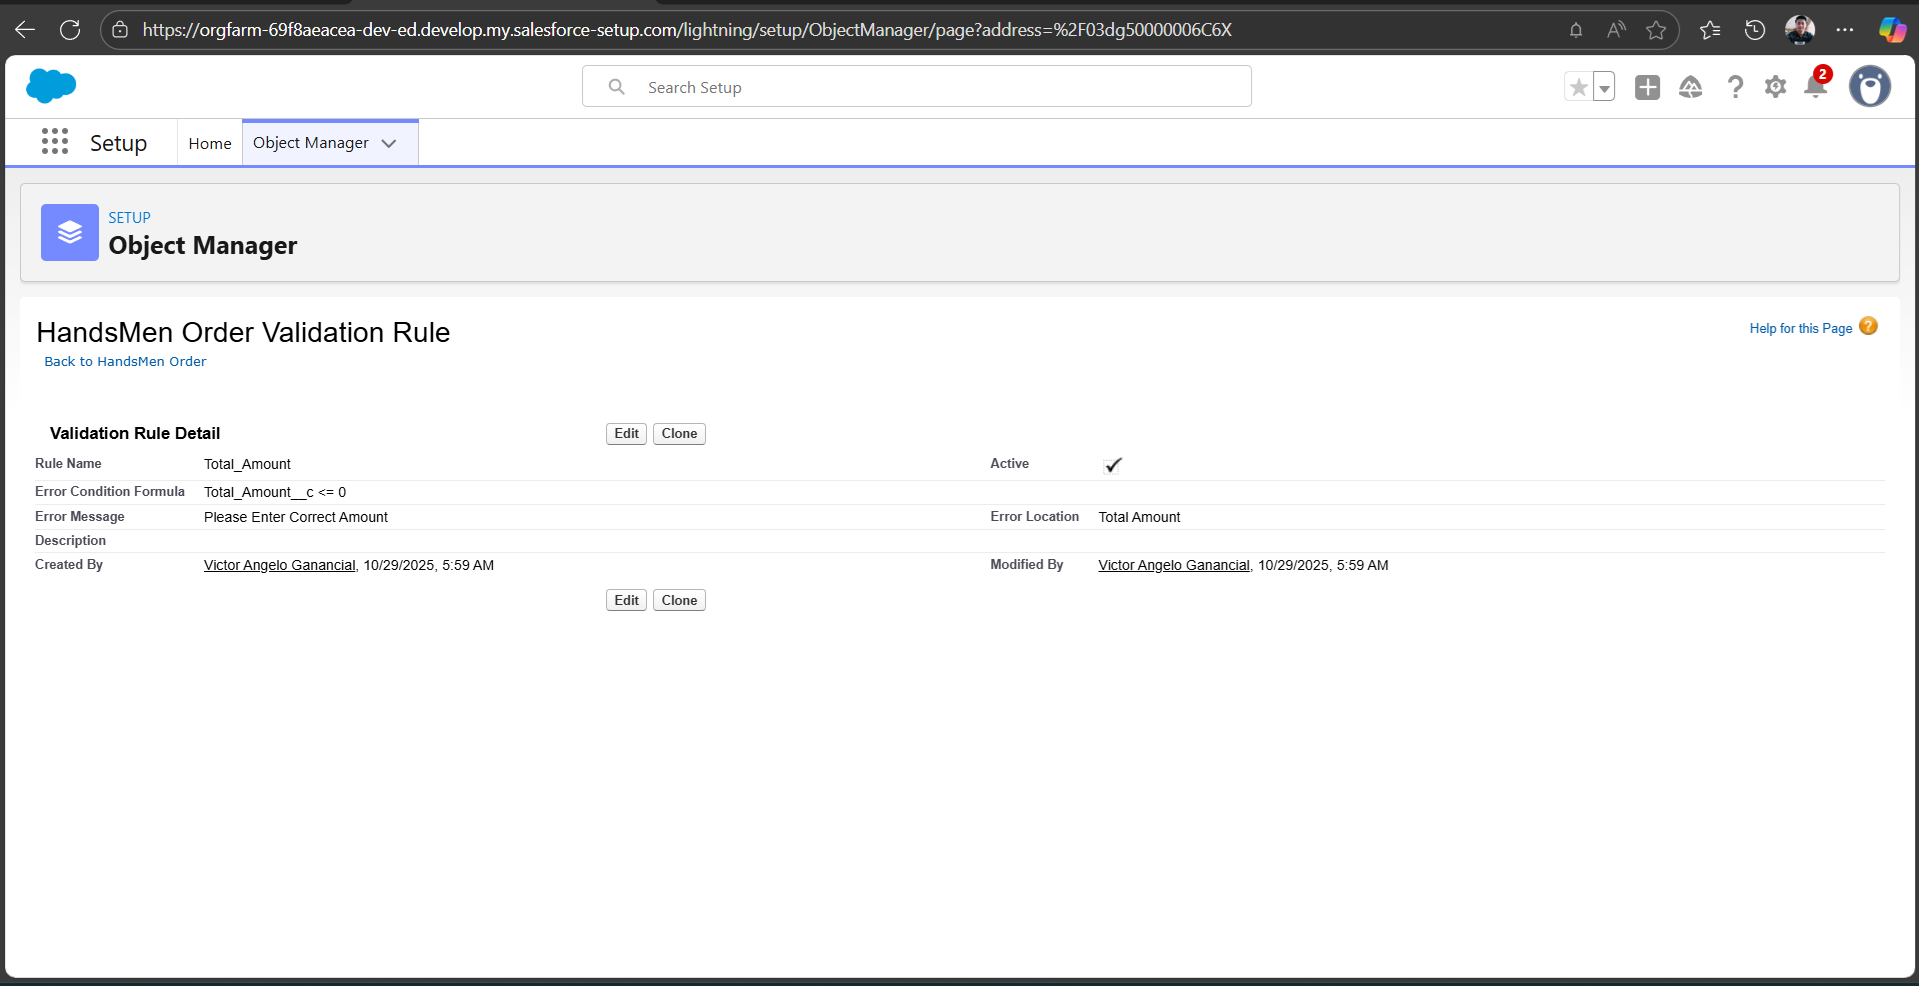 https://orgfarm-69f8aeacea-dev-ed.develop.my.salesforce-setup.com/lightning/setup/ObjectManager/page?address=%2F03dg50000006C6X
Search Setup
2
Setup Home Object Manager
SETUP
Object Manager
HandsMen Order Validation Rule
Help for this Page ?
Back to HandsMen Order
Validation Rule Detail Edit Clone
Rule Name Total_Amount Active
Error Condition Formula Total_Amount__c <= 0
Error Message Please Enter Correct Amount Error Location Total Amount
Description
Created By Victor Angelo Ganancial, 10/29/2025, 5:59 AM Modified By Victor Angelo Ganancial, 10/29/2025, 5:59 AM
Edit Clone